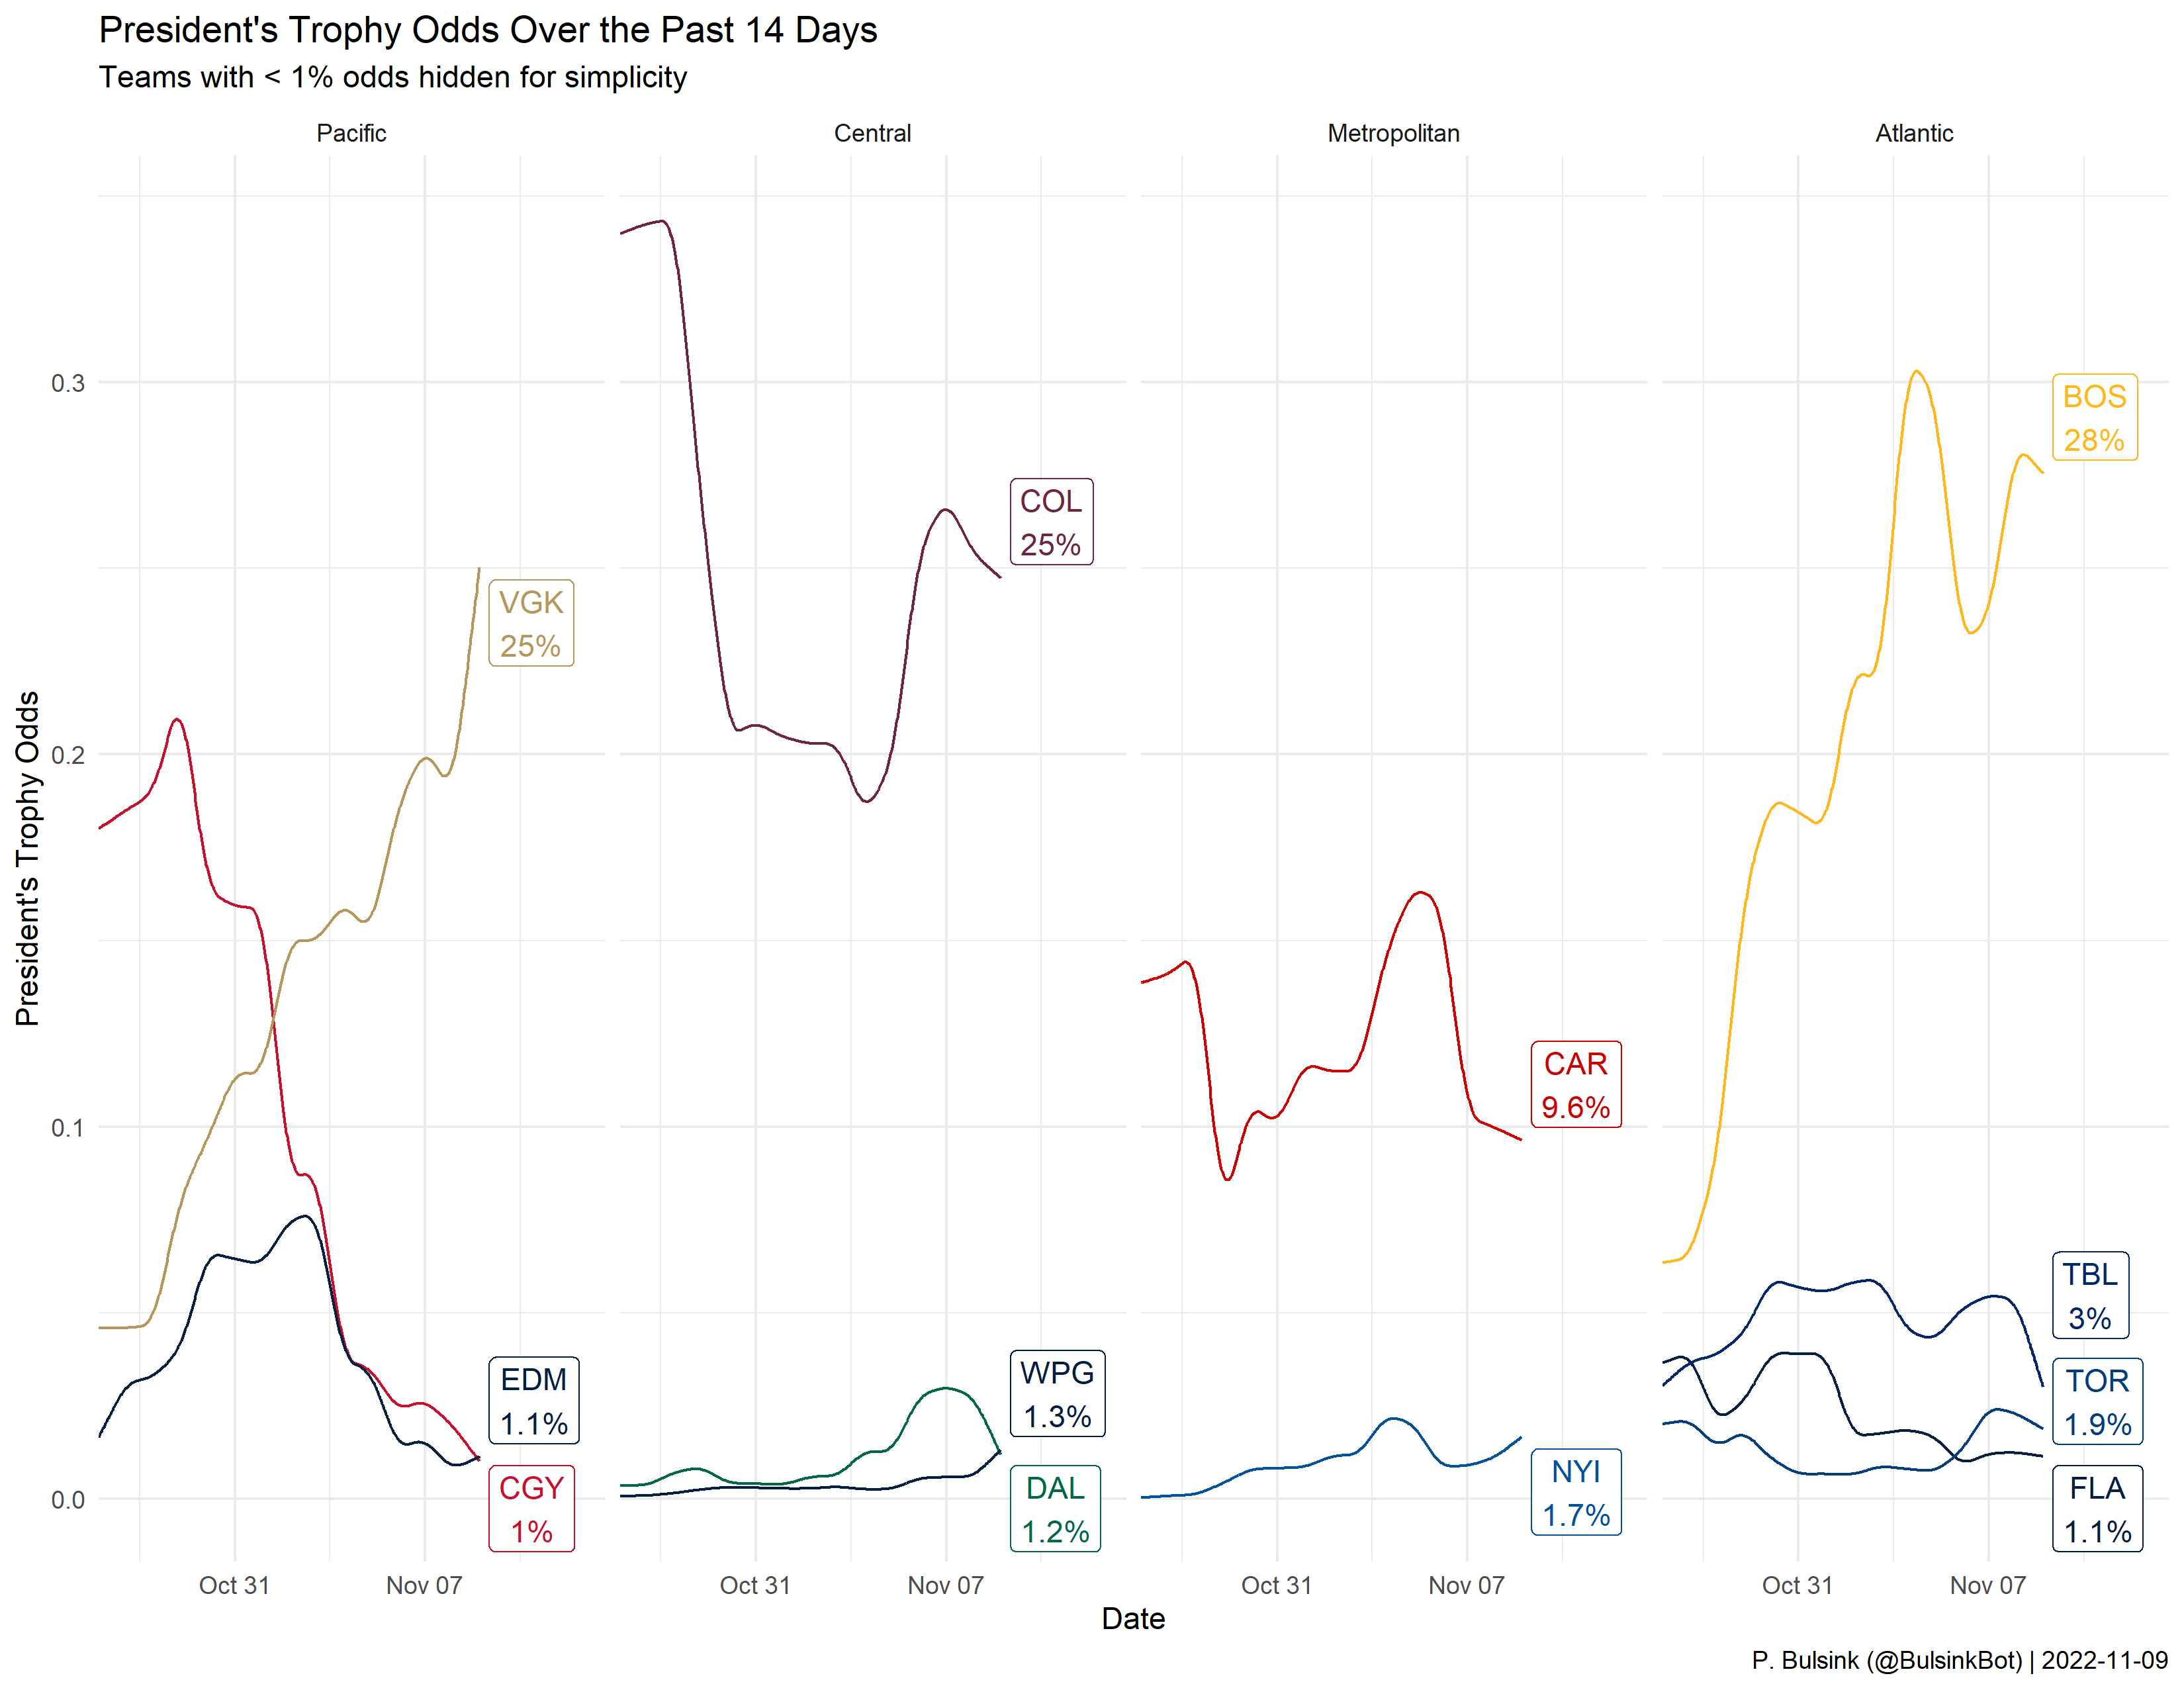 President's Trophy Odds Over the Past 14 Days
Teams with < 1% odds hidden for simplicity
Pacific
Central
Metropolitan
Atlantic
President's Trophy Odds
0.3
0.2
0.1
0.0
VGK
25%
EDM
1.1%
CGY
1%
COL
25%
WPG
1.3%
DAL
1.2%
CAR
9.6%
NYI
1.7%
BOS
28%
TBL
3%
TOR
1.9%
FLA
1.1%
Oct 31
Nov 07
Oct 31
Nov 07
Oct 31
Nov 07
Oct 31
Nov 07
Date
P. Bulsink (@BulsinkBot) | 2022-11-09